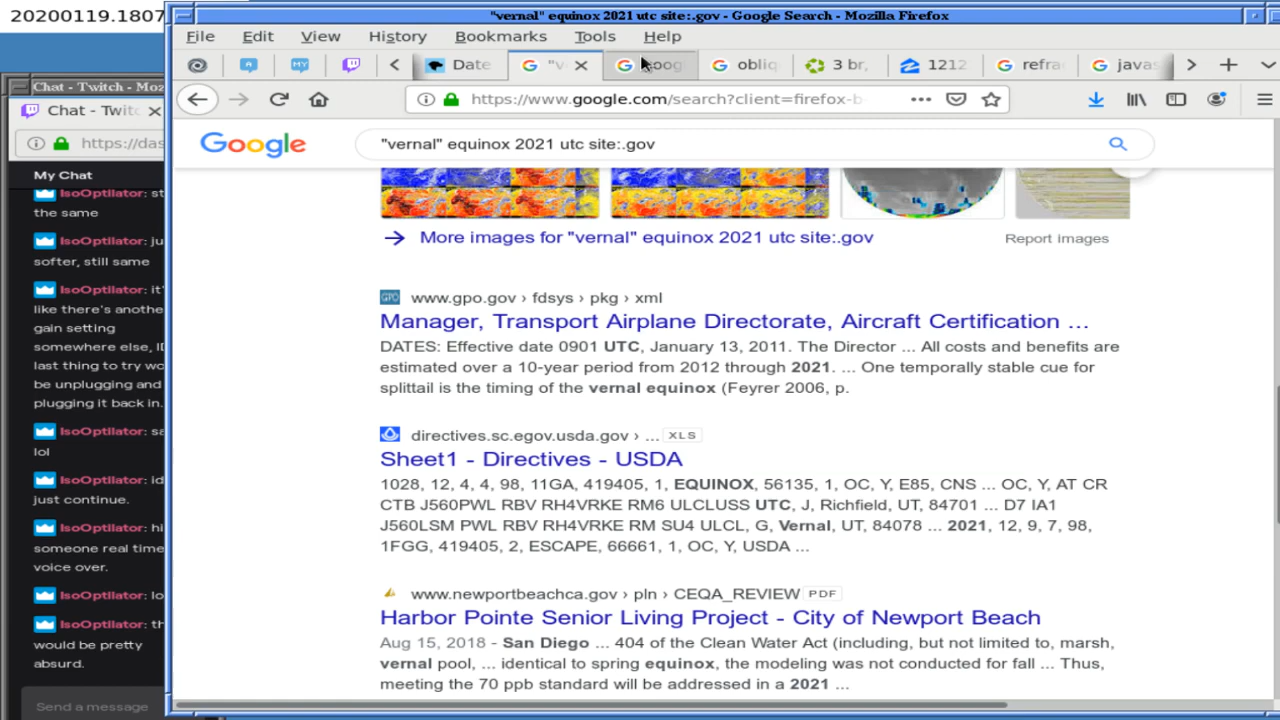 20200119.1807
"vernal" equinox 2021 utc site:.gov - Google Search - Mozilla Firefox
File Edit View History Bookmarks Tools Help
Date
"v
oog
obliq
3 br,
1212
refra
javas
https://www.google.com/search?client=firefox-b
Google
"vernal" equinox 2021 utc site:.gov
More images for "vernal" equinox 2021 utc site:.gov
Report images
www.gpo.gov › fdsys › pkg › xml
Manager, Transport Airplane Directorate, Aircraft Certification ...
DATES: Effective date 0901 UTC, January 13, 2011. The Director ... All costs and benefits are
estimated over a 10-year period from 2012 through 2021. ... One temporally stable cue for
splittail is the timing of the vernal equinox (Feyrer 2006, p.
directives.sc.egov.usda.gov › ... XLS
Sheet1 - Directives - USDA
1028, 12, 4, 4, 98, 11GA, 419405, 1, EQUINOX, 56135, 1, OC, Y, E85, CNS ... OC, Y, AT CR
CTB J560PWL RBV RH4VRKE RM6 ULCLUSS UTC, J, Richfield, UT, 84701 ... D7 IA1
J560LSM PWL RBV RH4VRKE RM SU4 ULCL, G, Vernal, UT, 84078 ... 2021, 12, 9, 7, 98,
1FGG, 419405, 2, ESCAPE, 66661, 1, OC, Y, USDA ...
www.newportbeachca.gov › pln › CEQA_REVIEW PDF
Harbor Pointe Senior Living Project - City of Newport Beach
Aug 15, 2018 - San Diego ... 404 of the Clean Water Act (including, but not limited to, marsh,
vernal pool, ... identical to spring equinox, the modeling was not conducted for fall ... Thus,
meeting the 70 ppb standard will be addressed in a 2021 ...
Chat - Twitch - Mozilla Fire
Chat - Twitc
https://das
My Chat
IsoOptilator: st
the same
IsoOptilator: ju
softer, still same
IsoOptilator: it'
like there's anothe
gain setting
somewhere else, ID
last thing to try wo
be unplugging and
plugging it back in.
IsoOptilator: sa
lol
IsoOptilator: id
just continue.
IsoOptilator: hi
someone real time
voice over.
IsoOptilator: lo
IsoOptilator: th
would be pretty
absurd.
Send a message